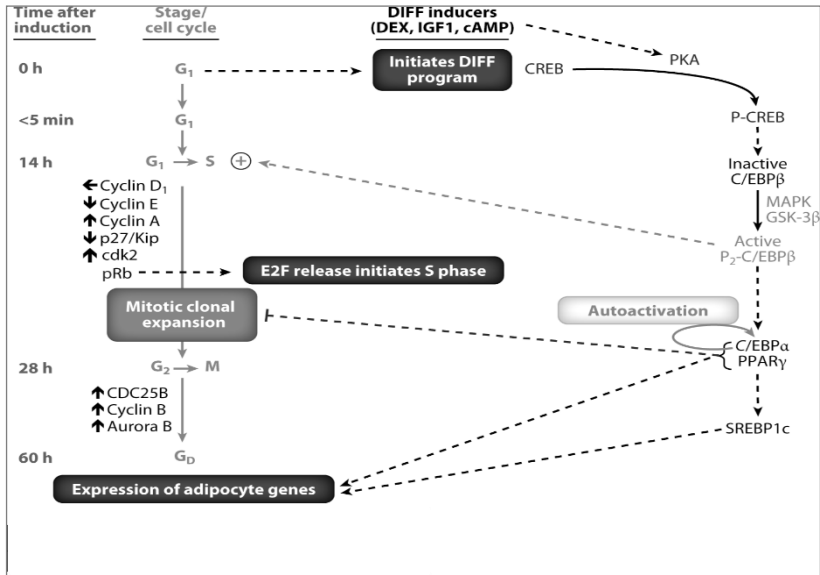 Time after
induction
Stage/
cell cycle
DIFF inducers
(DEX, IGF1, cAMP)
0 h
G₁
Initiates DIFF
program
CREB
PKA
<5 min
G₁
P-CREB
14 h
G₁ → S ⊕
Inactive
C/EBPβ
← Cyclin D₁
↓ Cyclin E
↑ Cyclin A
↓ p27/Kip
↑ cdk2
pRb
MAPK
GSK-3β
Active
P₂-C/EBPβ
E2F release initiates S phase
Mitotic clonal
expansion
Autoactivation
C/EBPα
PPARγ
28 h
G₂ → M
↑ CDC25B
↑ Cyclin B
↑ Aurora B
SREBP1c
60 h
G_D
Expression of adipocyte genes